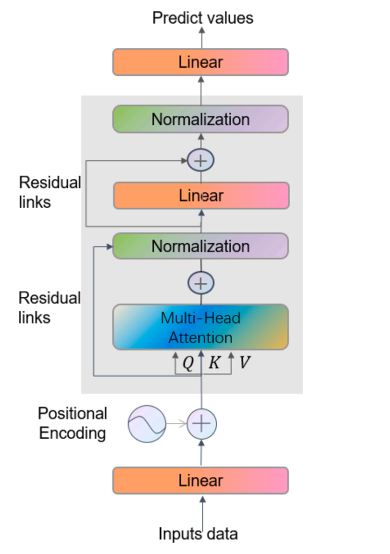 Predict values
Linear
Normalization
+
Residual
links
Linear
Normalization
Residual
links
+
Multi-Head
Attention
Q K V
Positional
Encoding
+
Linear
Inputs data